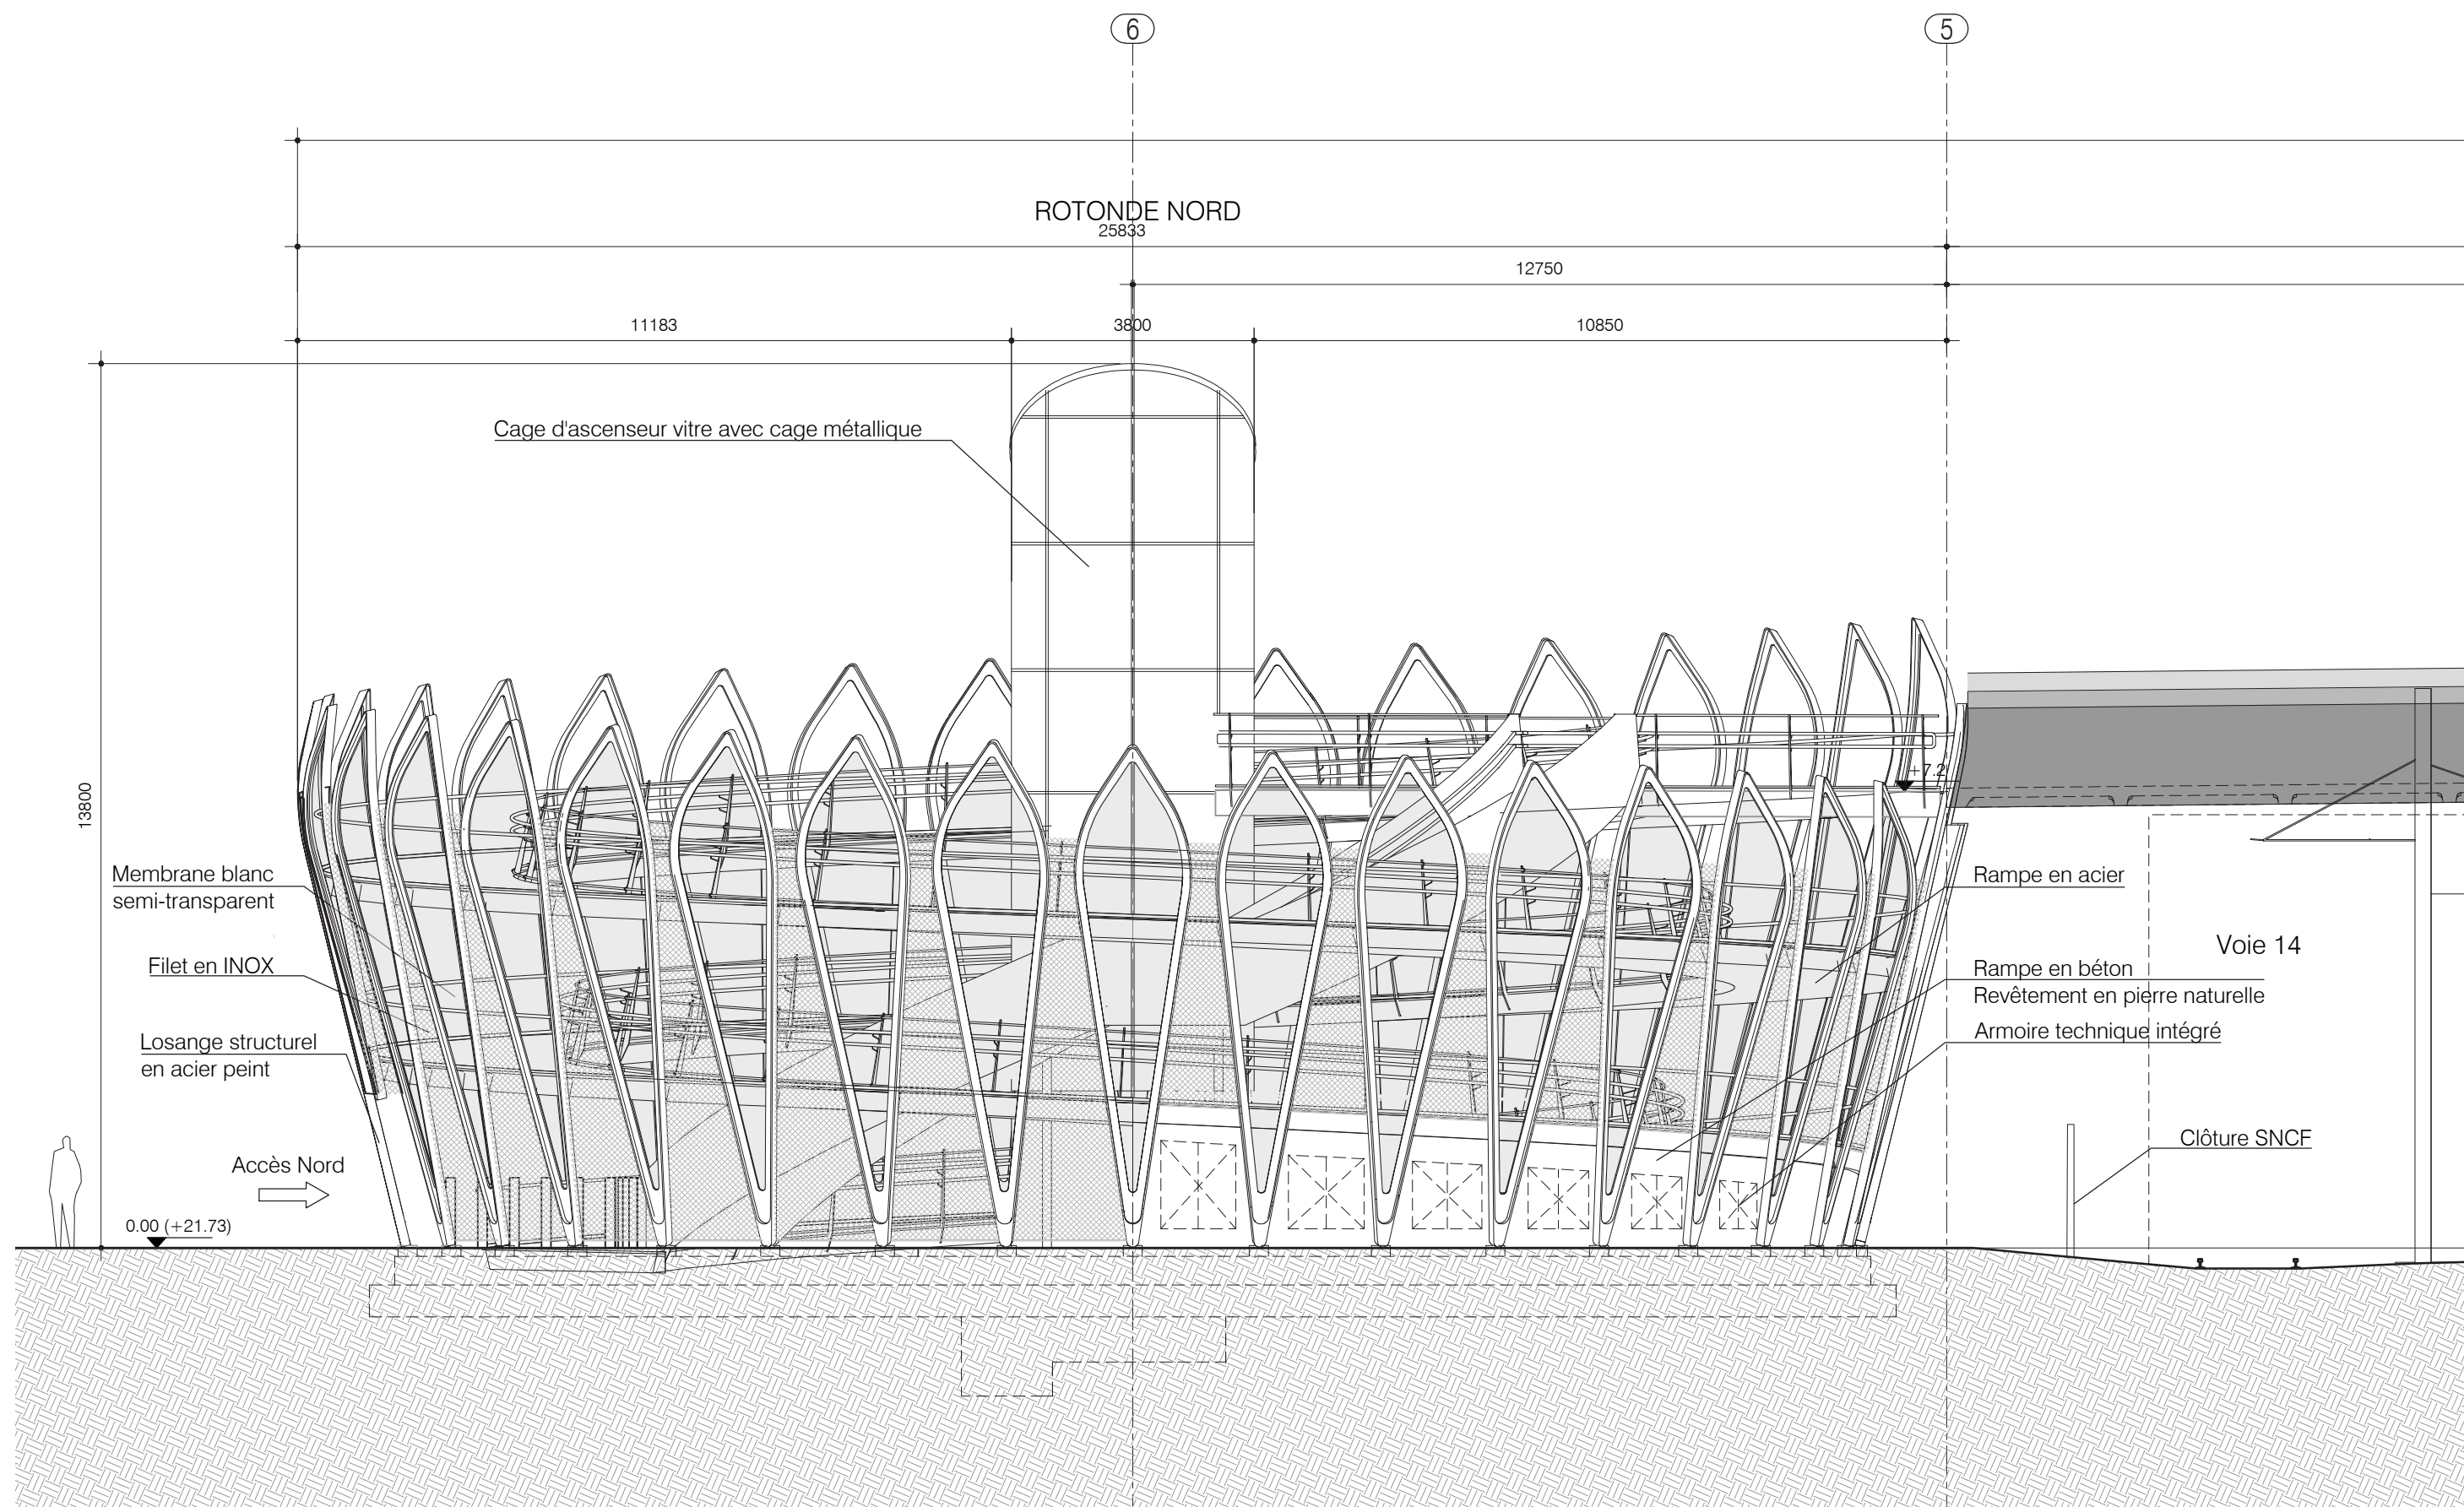 6
5
ROTONDE NORD
25833
12750
11183
3800
10850
Cage d'ascenseur vitre avec cage métallique
13800
+7.2
Membrane blanc
semi-transparent
Rampe en acier
Voie 14
Filet en INOX
Rampe en béton
Revêtement en pierre naturelle
Armoire technique intégré
Losange structurel
en acier peint
Clôture SNCF
Accès Nord
0.00 (+21.73)